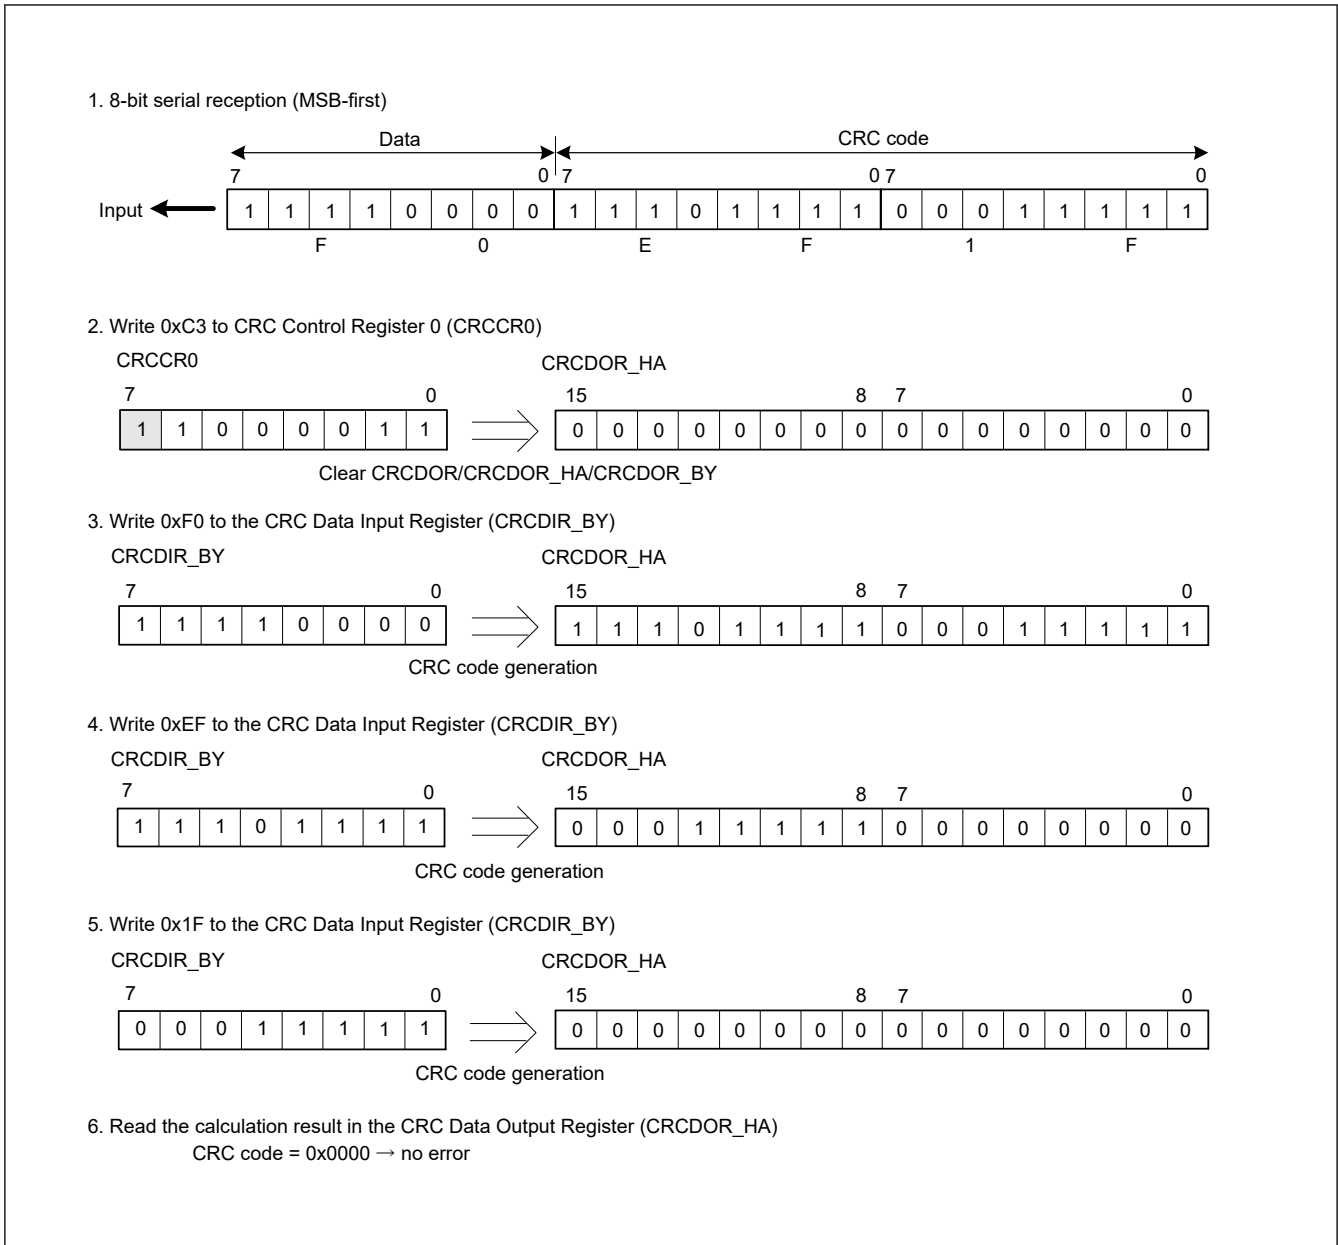 1. 8-bit serial reception (MSB-first)
Data CRC code
7 0 7 0 7 0
Input 1 1 1 1 0 0 0 0 1 1 1 0 1 1 1 1 0 0 0 1 1 1 1 1
F 0 E F 1 F
2. Write 0xC3 to CRC Control Register 0 (CRCCR0)
CRCCR0 CRCDOR_HA
7 0 15 8 7 0
1 1 0 0 0 0 1 1 0 0 0 0 0 0 0 0 0 0 0 0 0 0 0 0
Clear CRCDOR/CRCDOR_HA/CRCDOR_BY
3. Write 0xF0 to the CRC Data Input Register (CRCDIR_BY)
CRCDIR_BY CRCDOR_HA
7 0 15 8 7 0
1 1 1 1 0 0 0 0 1 1 1 0 1 1 1 1 0 0 0 1 1 1 1 1
CRC code generation
4. Write 0xEF to the CRC Data Input Register (CRCDIR_BY)
CRCDIR_BY CRCDOR_HA
7 0 15 8 7 0
1 1 1 0 1 1 1 1 0 0 0 1 1 1 1 1 0 0 0 0 0 0 0 0
CRC code generation
5. Write 0x1F to the CRC Data Input Register (CRCDIR_BY)
CRCDIR_BY CRCDOR_HA
7 0 15 8 7 0
0 0 0 1 1 1 1 1 0 0 0 0 0 0 0 0 0 0 0 0 0 0 0 0
CRC code generation
6. Read the calculation result in the CRC Data Output Register (CRCDOR_HA)
CRC code = 0x0000 → no error